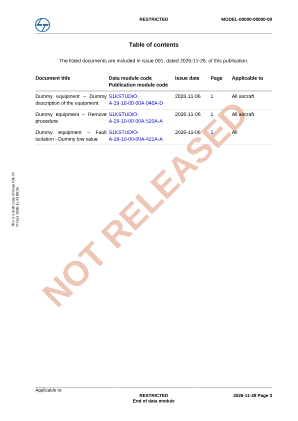 RESTRICTED
MODEL-00000-00000-00
Table of contents
The listed documents are included in issue 001, dated 2026-11-28, of this publication.
Document title
Data module code
Publication module code
Issue date
Page
Applicable to
Dummy equipment – Dummy description of the equipment
S1KSTUDIO-
A-29-10-00-00A-040A-D
2026-11-06
1
All aircraft
Dummy equipment – Remove procedure
S1KSTUDIO-
A-29-10-00-00A-520A-A
2026-11-06
1
All aircraft
Dummy equipment – Fault isolation - Dummy low value
S1KSTUDIO-
A-29-10-00-00A-421A-A
2026-11-06
1
All
NOT RELEASED
Applicable to:
RESTRICTED
End of data module
2026-11-28 Page 3